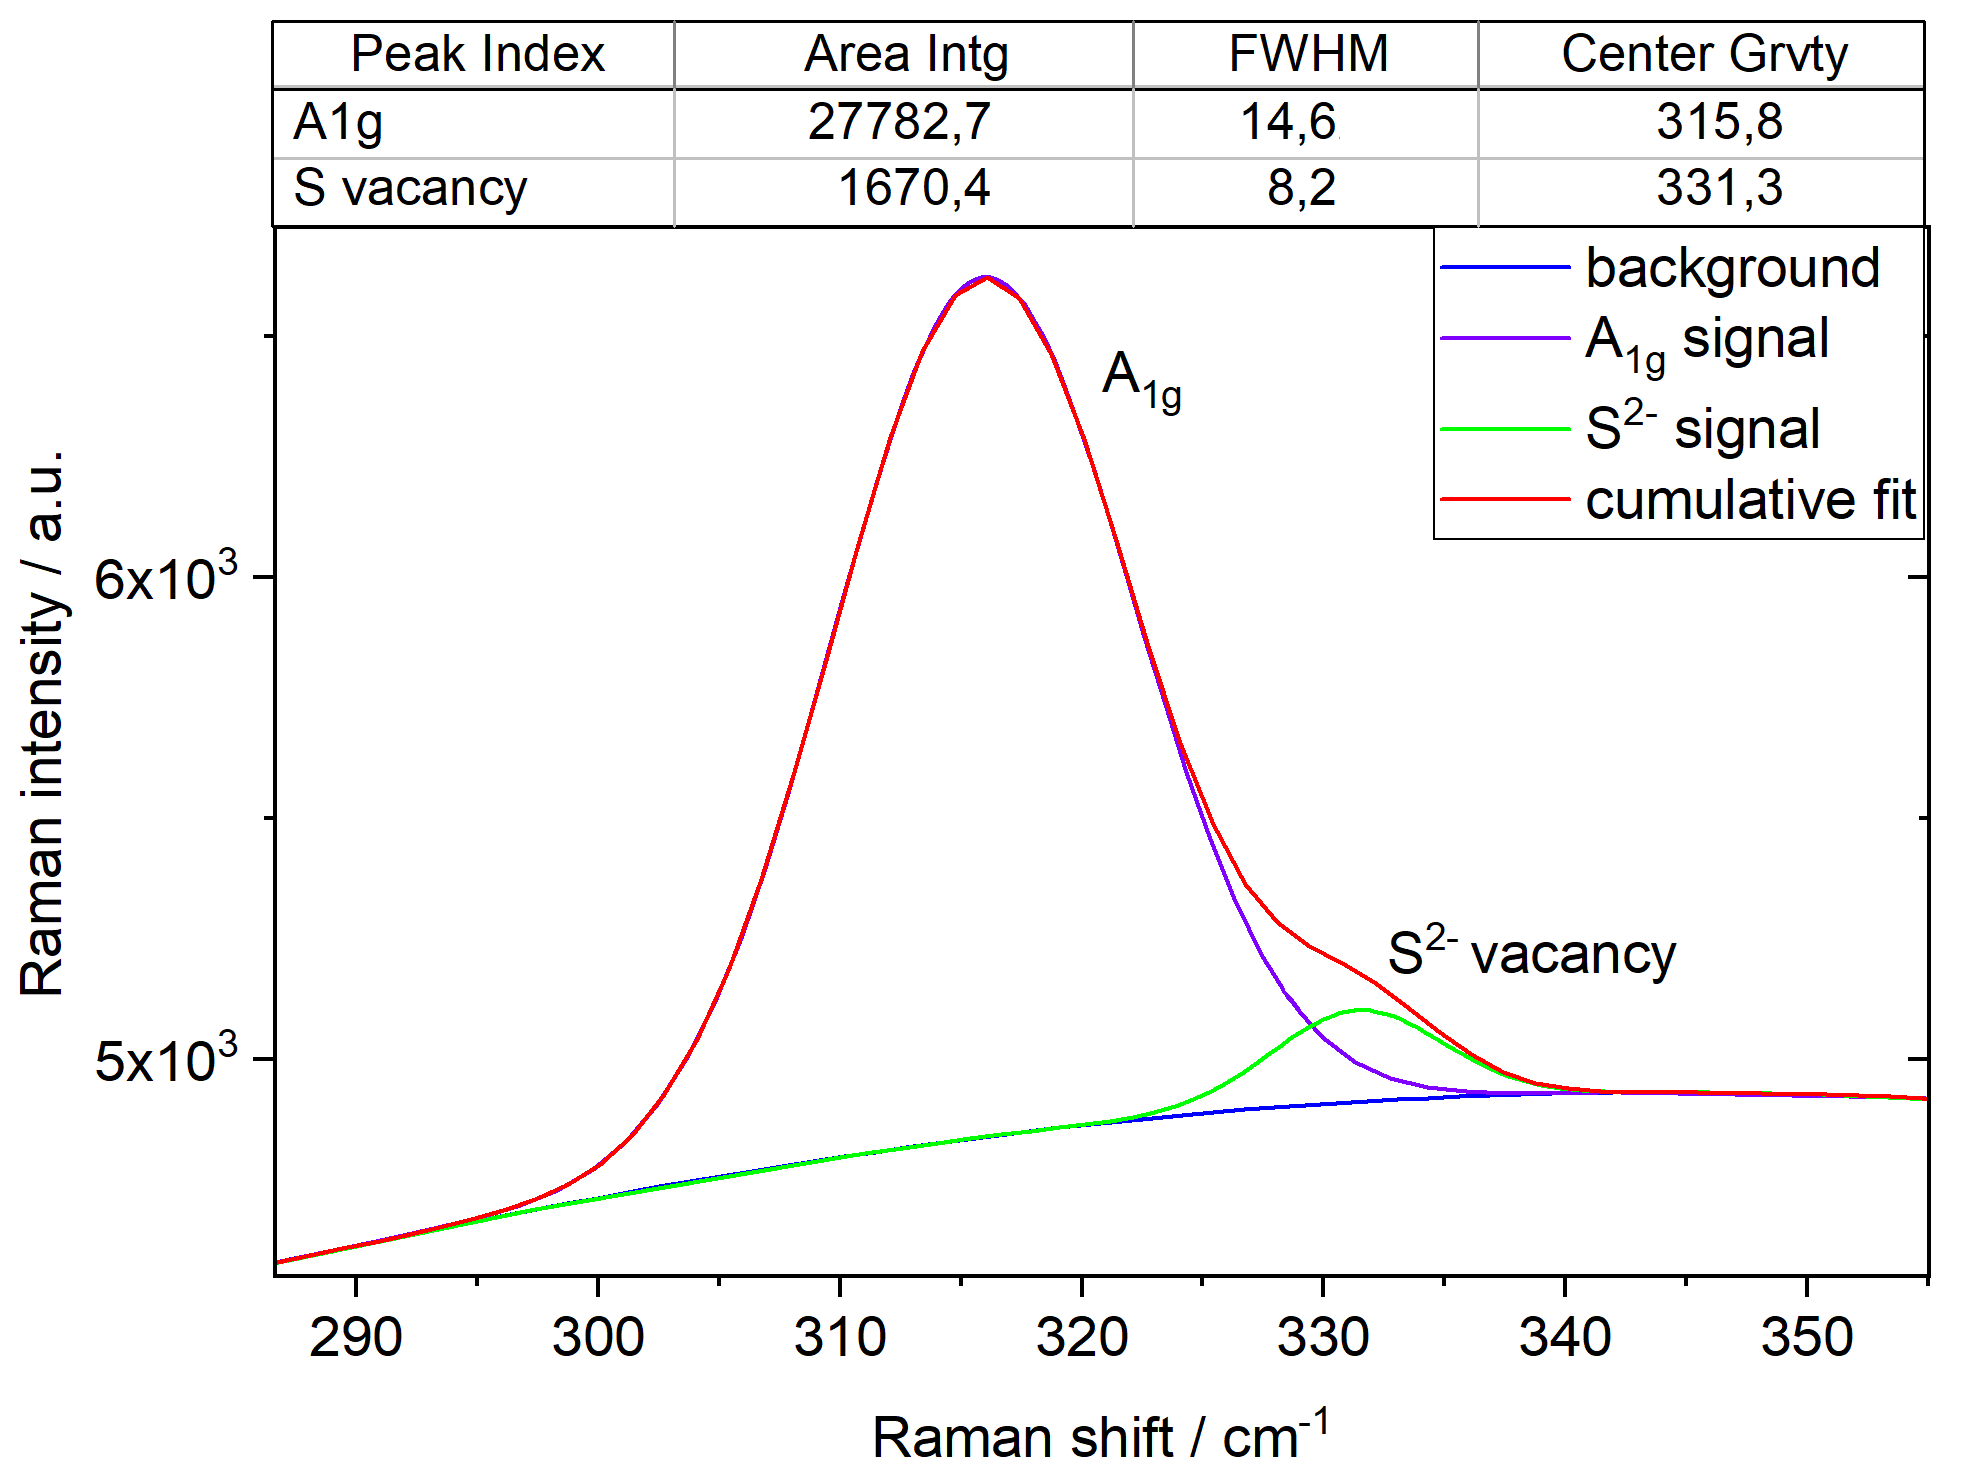 Peak Index Area Intg FWHM Center Grvty
A1g 27782,7 14,6 315,8
S vacancy 1670,4 8,2 331,3
background
A1g signal
S2- signal
cumulative fit
A1g
S2- vacancy
Raman intensity / a.u.
6x10³
5x10³
290 300 310 320 330 340 350
Raman shift / cm-1